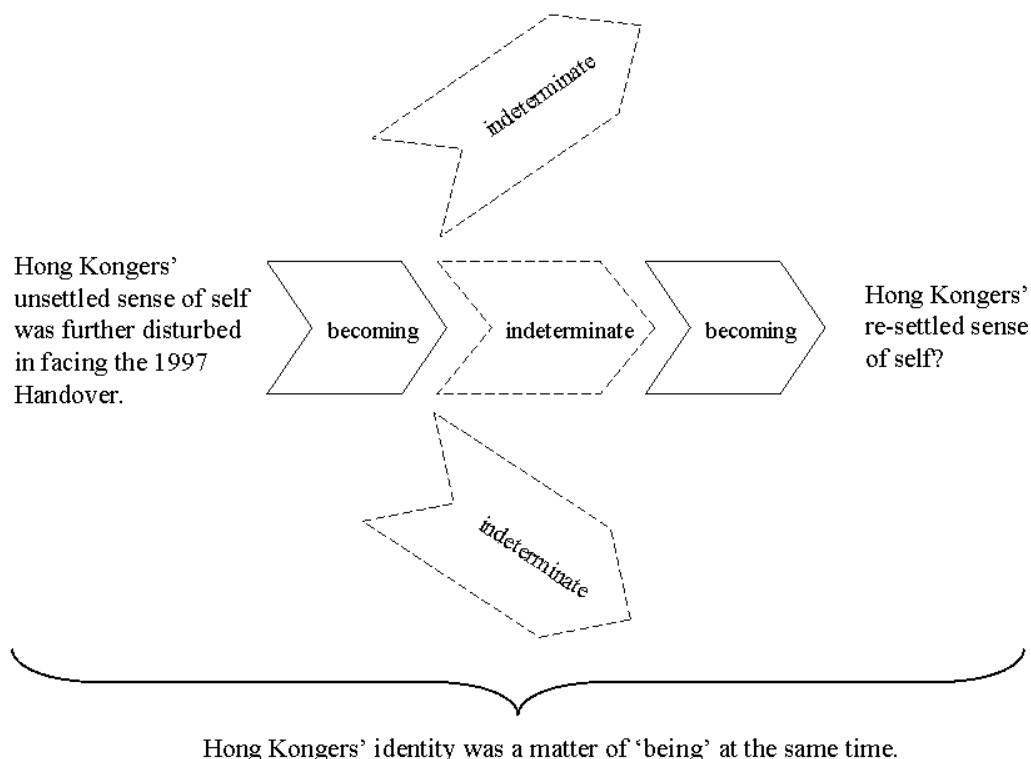 indeterminate
Hong Kongers’
unsettled sense of self
was further disturbed
in facing the 1997
Handover.
becoming
indeterminate
becoming
Hong Kongers’
re-settled sense
of self?
indeterminate
Hong Kongers’ identity was a matter of ‘being’ at the same time.